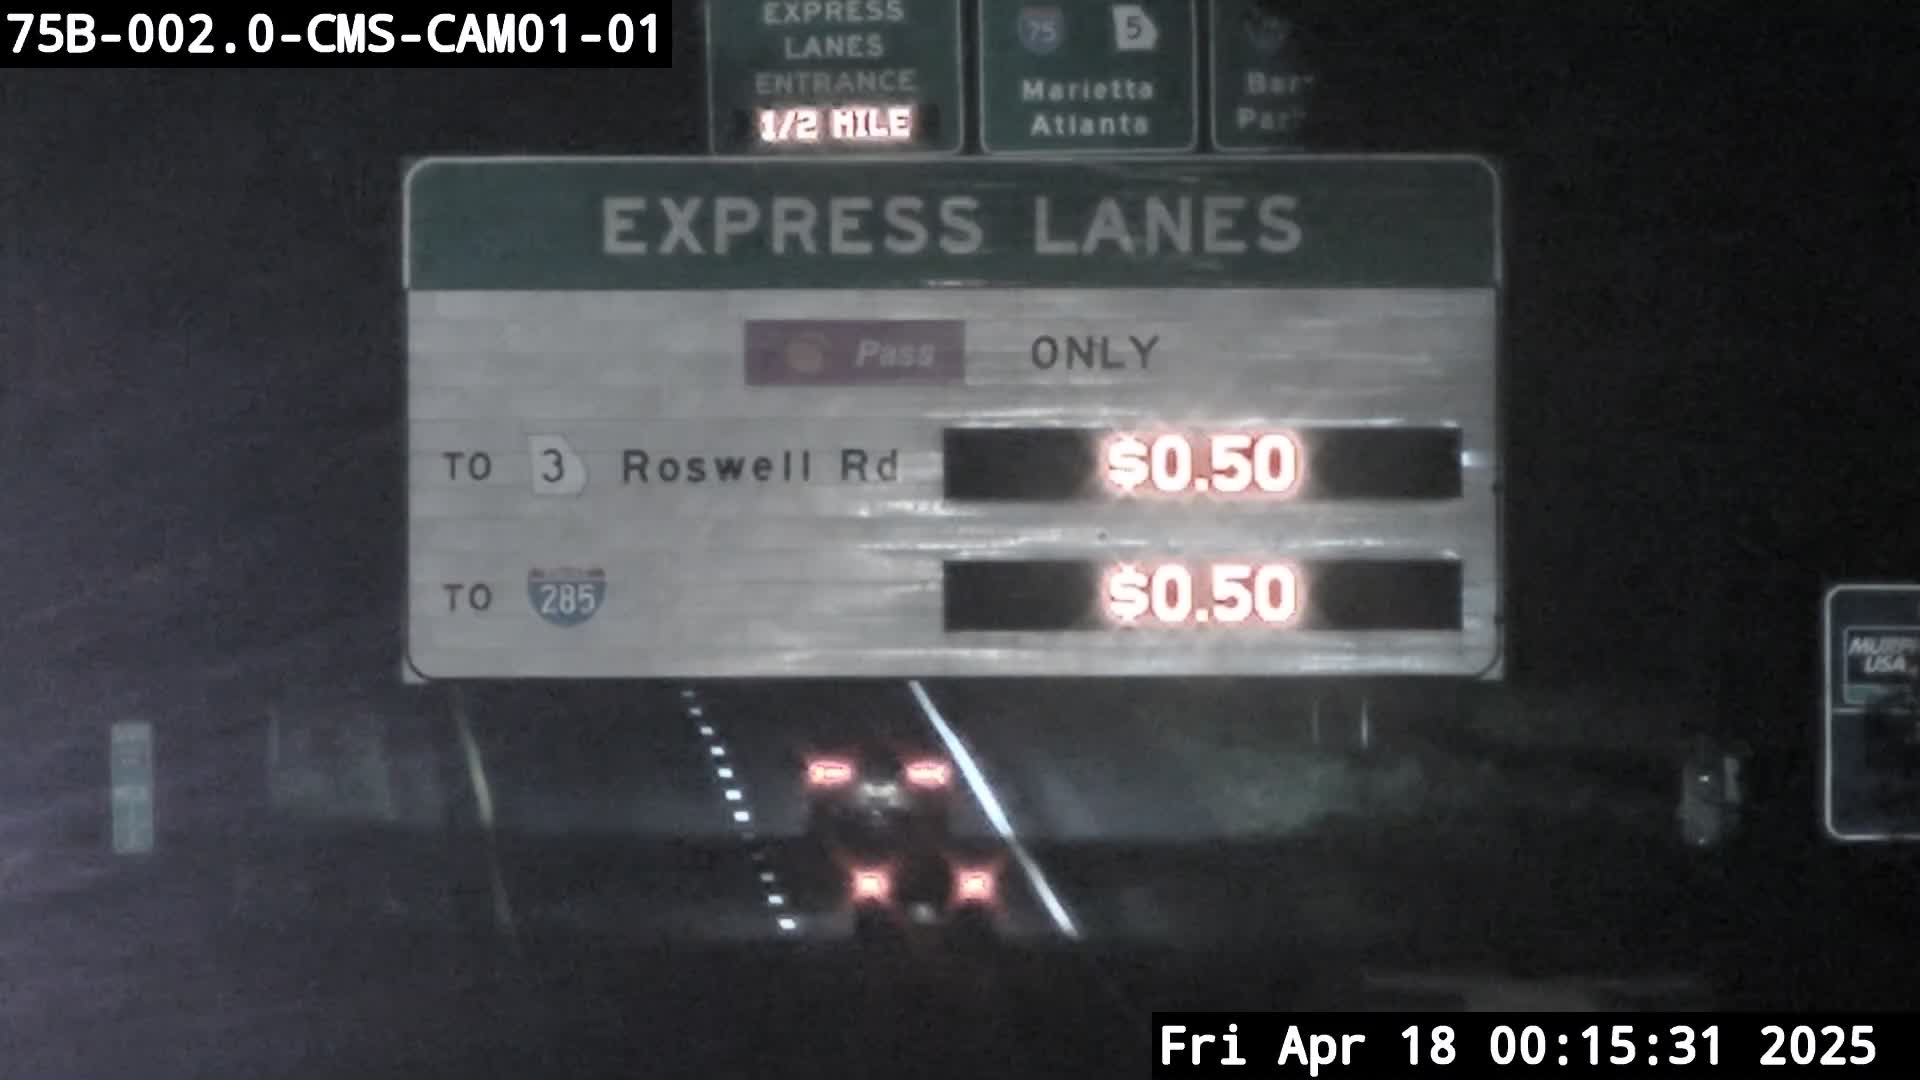 75B-002.0-CMS-CAM01-01
EXPRESS
LANES
ENTRANCE
1/2 MILE
75 5
Marietta
Atlanta
EXPRESS LANES
Pass ONLY
TO 3 Roswell Rd $0.50
TO 285 $0.50
USA
Fri Apr 18 00:15:31 2025